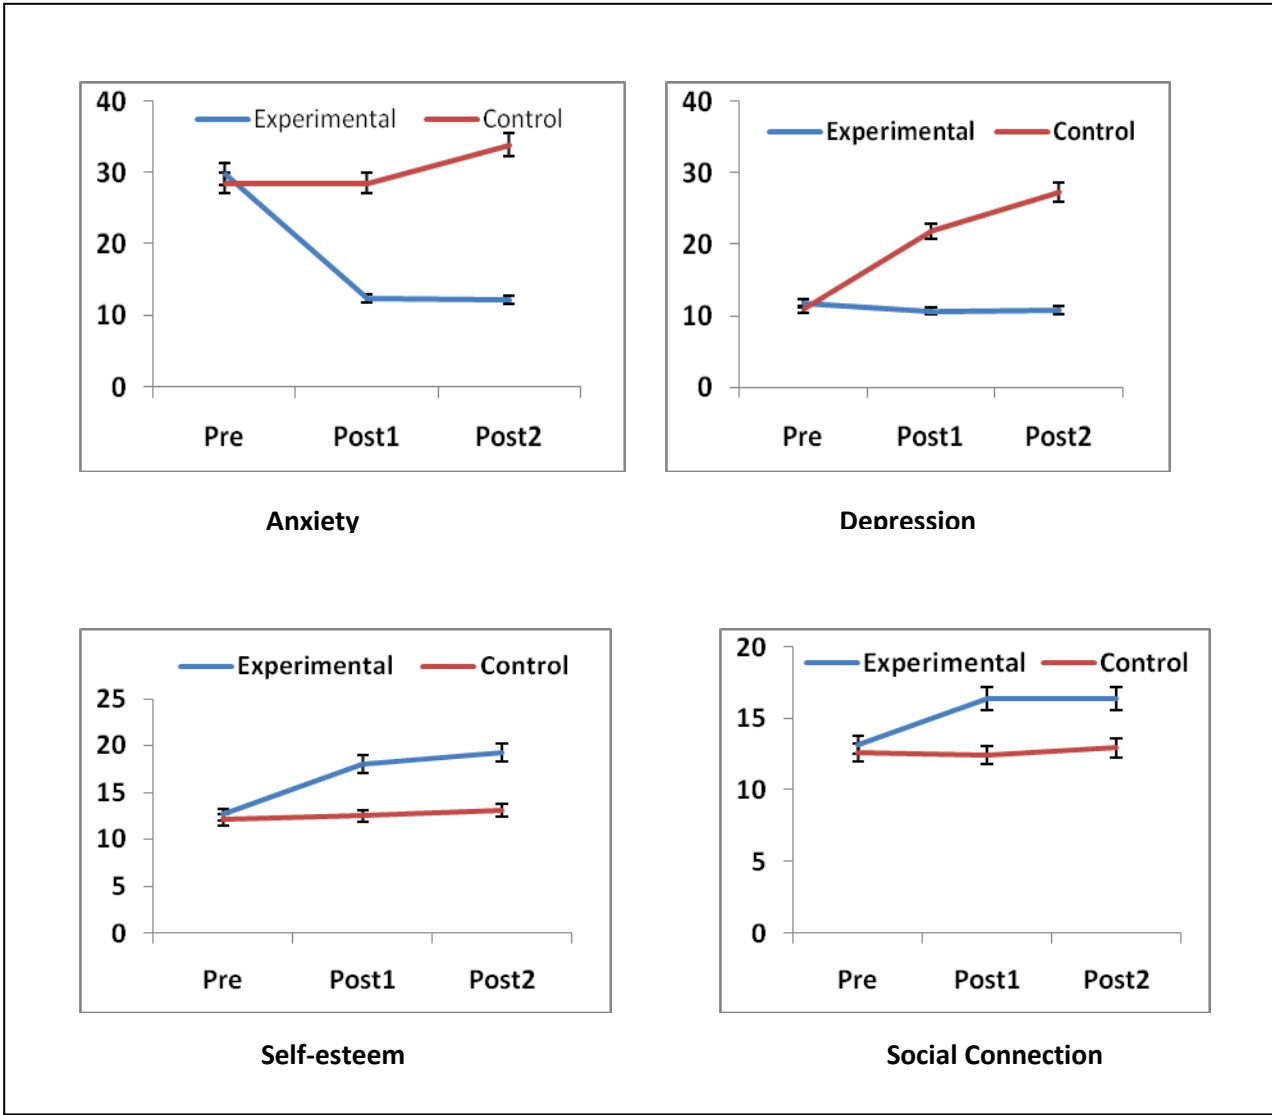 Experimental Control
40
30
20
10
0
Pre Post1 Post2
Anxiety
Experimental Control
40
30
20
10
0
Pre Post1 Post2
Depression
Experimental Control
25
20
15
10
5
0
Pre Post1 Post2
Self-esteem
Experimental Control
20
15
10
5
0
Pre Post1 Post2
Social Connection